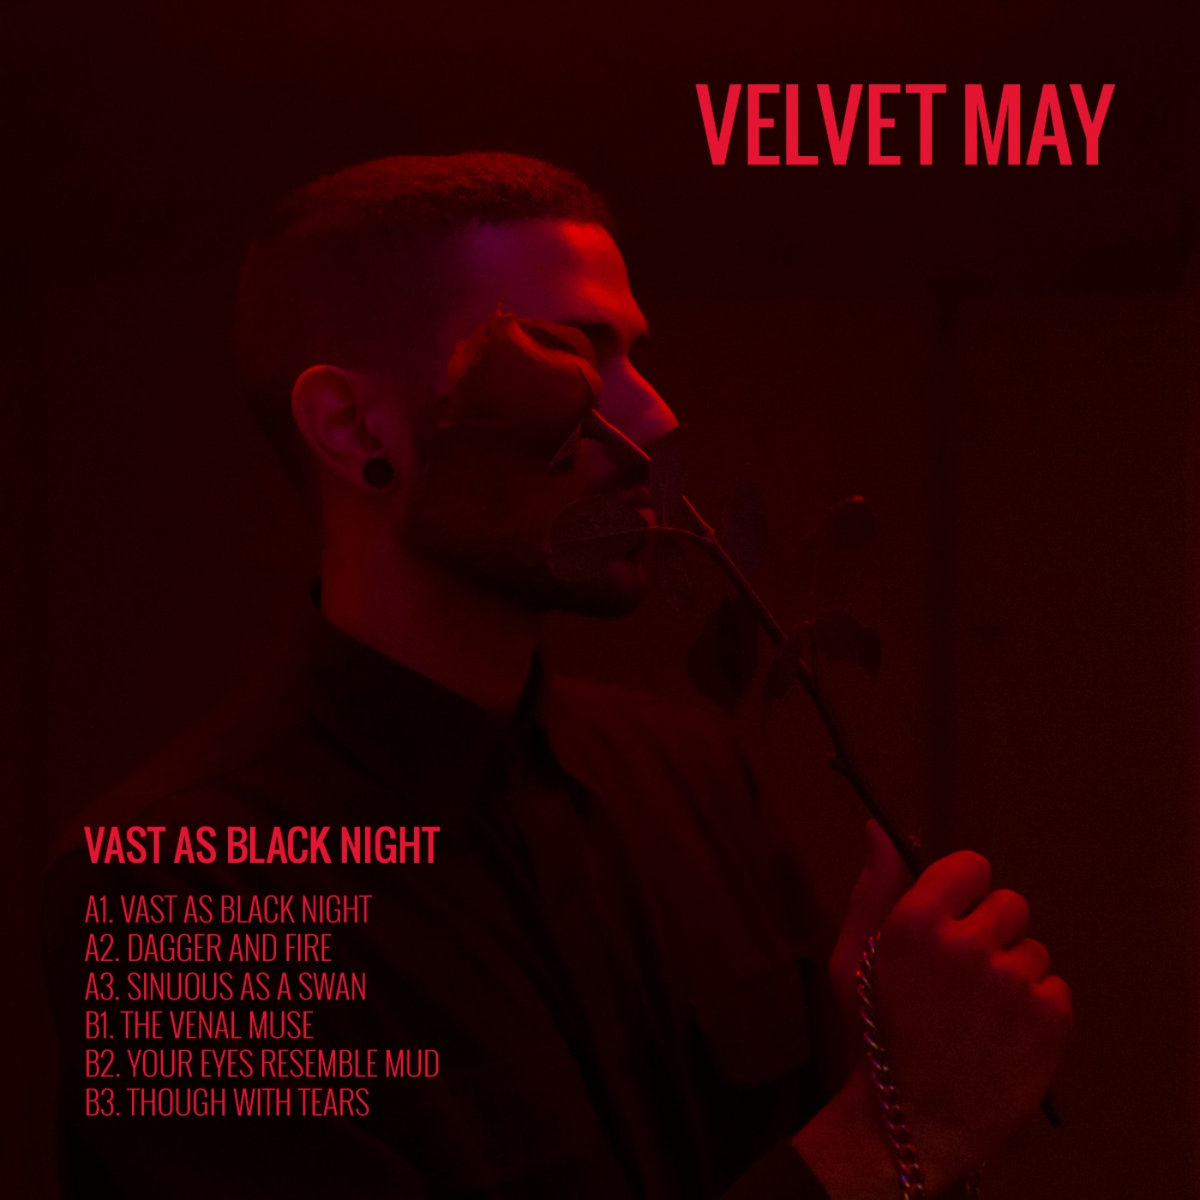 VELVET MAY
VAST AS BLACK NIGHT
A1. VAST AS BLACK NIGHT
A2. DAGGER AND FIRE
A3. SINUOUS AS A SWAN
B1. THE VENAL MUSE
B2. YOUR EYES RESEMBLE MUD
B3. THOUGH WITH TEARS